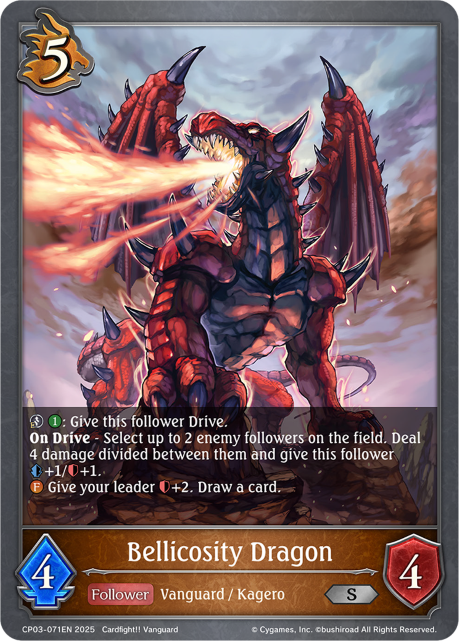 5
1 : Give this follower Drive.
On Drive - Select up to 2 enemy followers on the field. Deal
4 damage divided between them and give this follower
+1/ +1.
F Give your leader +2. Draw a card.
Bellicosity Dragon
4
4
Follower Vanguard / Kagero
S
CP03-071EN 2025 Cardfight!! Vanguard © Cygames, Inc. ©bushiroad All Rights Reserved.